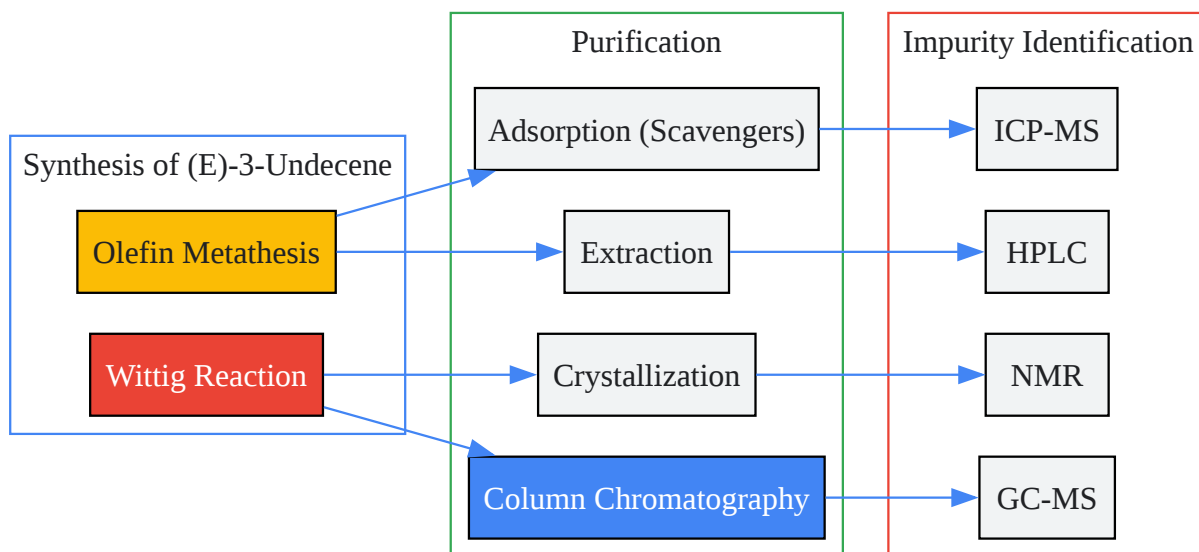 Synthesis of (E)-3-Undecene
Olefin Metathesis
Wittig Reaction
Purification
Adsorption (Scavengers)
Extraction
Crystallization
Column Chromatography
Impurity Identification
ICP-MS
HPLC
NMR
GC-MS